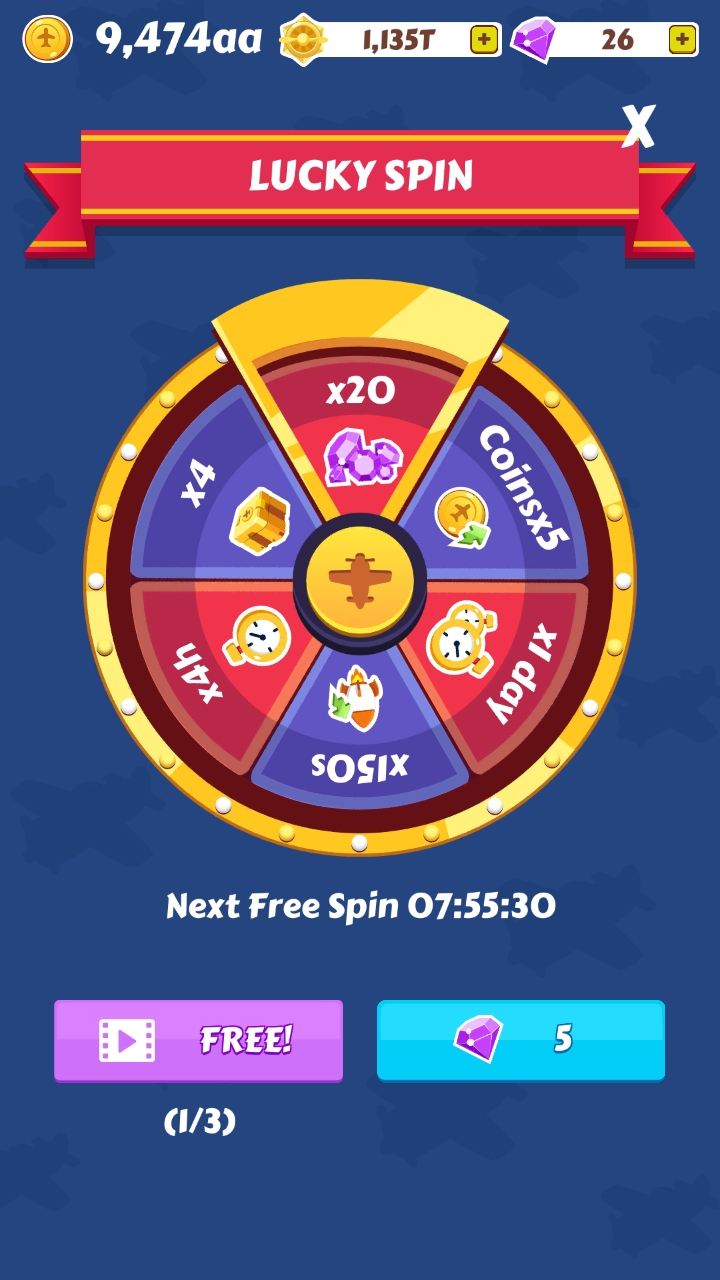 9,474aa 1,135T + 26 +
X
LUCKY SPIN
x20
Coinsx5
x1 day
x150s
x4h
x4
Next Free Spin 07:55:30
FREE! 5
(1/3)